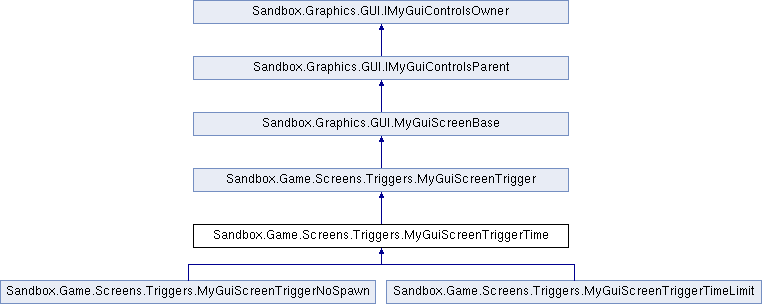 Sandbox.Graphics.GUI.IMyGuiControlsOwner
Sandbox.Graphics.GUI.IMyGuiControlsParent
Sandbox.Graphics.GUI.MyGuiScreenBase
Sandbox.Game.Screens.Triggers.MyGuiScreenTrigger
Sandbox.Game.Screens.Triggers.MyGuiScreenTriggerTime
Sandbox.Game.Screens.Triggers.MyGuiScreenTriggerNoSpawn
Sandbox.Game.Screens.Triggers.MyGuiScreenTriggerTimeLimit